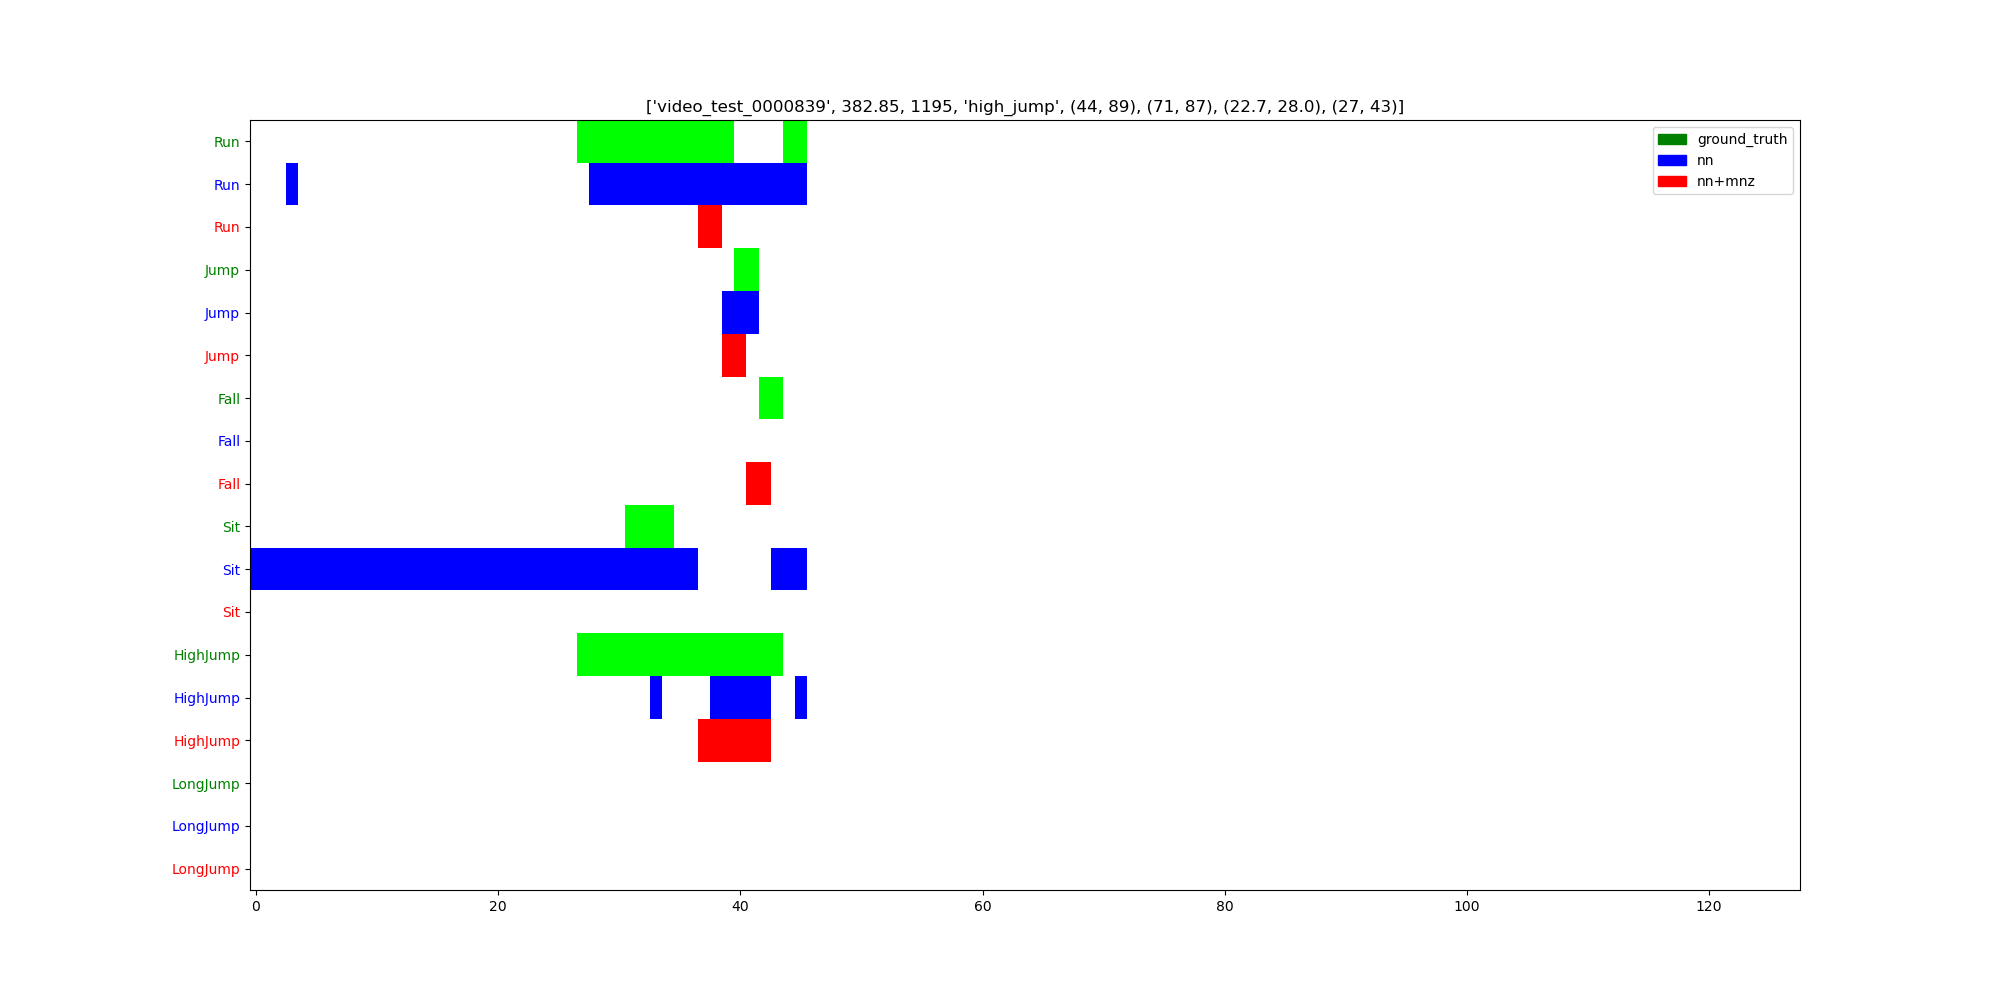 ['video_test_0000839', 382.85, 1195, 'high_jump', (44, 89), (71, 87), (22.7, 28.0), (27, 43)]
ground_truth
nn
nn+mnz
Run
Run
Run
Jump
Jump
Jump
Fall
Fall
Fall
Sit
Sit
Sit
HighJump
HighJump
HighJump
LongJump
LongJump
LongJump
0 20 40 60 80 100 120